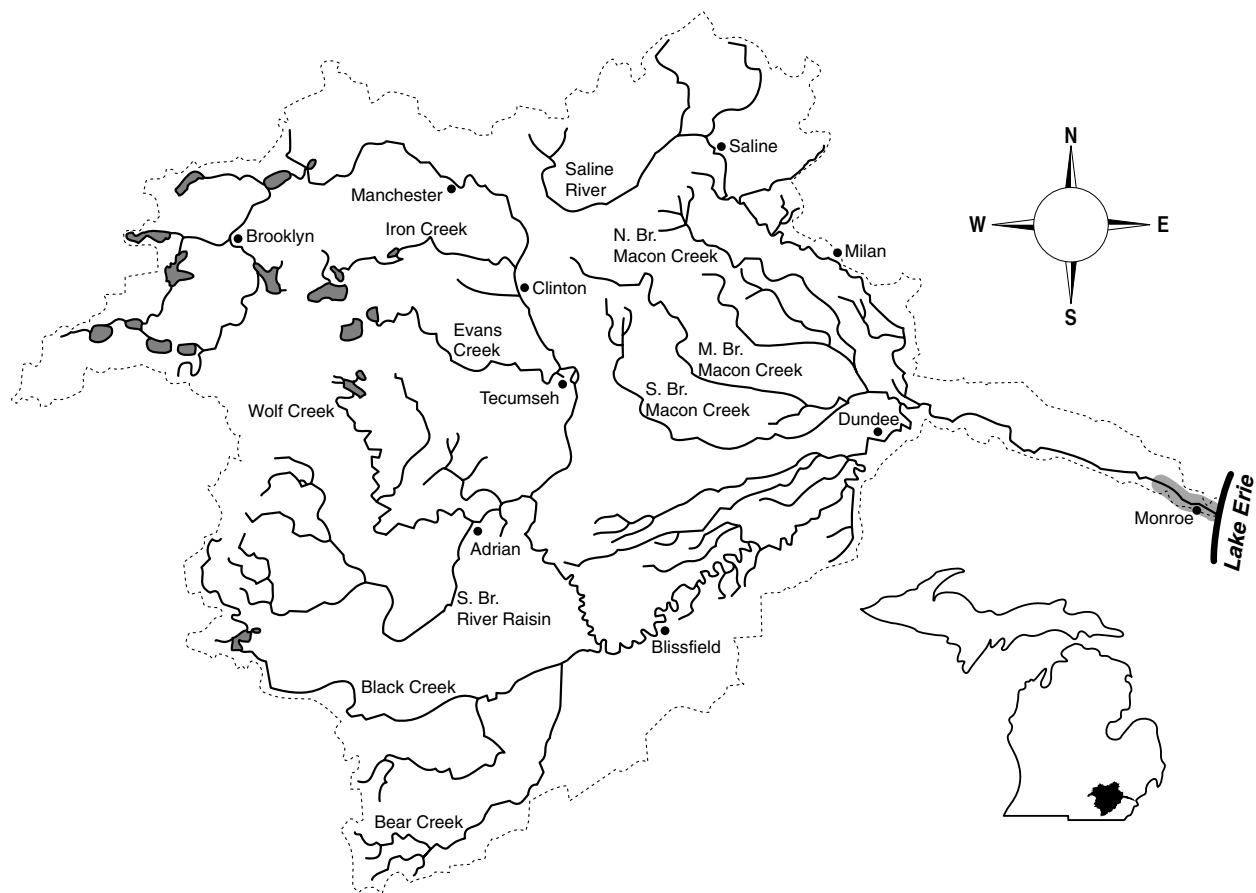 N
Saline
Saline
River
Manchester
W
E
Iron Creek
Brooklyn
N. Br.
Macon Creek
Milan
Clinton
S
Evans
Creek
M. Br.
Macon Creek
Tecumseh
S. Br.
Macon Creek
Wolf Creek
Dundee
Monroe
Lake Erie
Adrian
S. Br.
River Raisin
Blissfield
Black Creek
Bear Creek